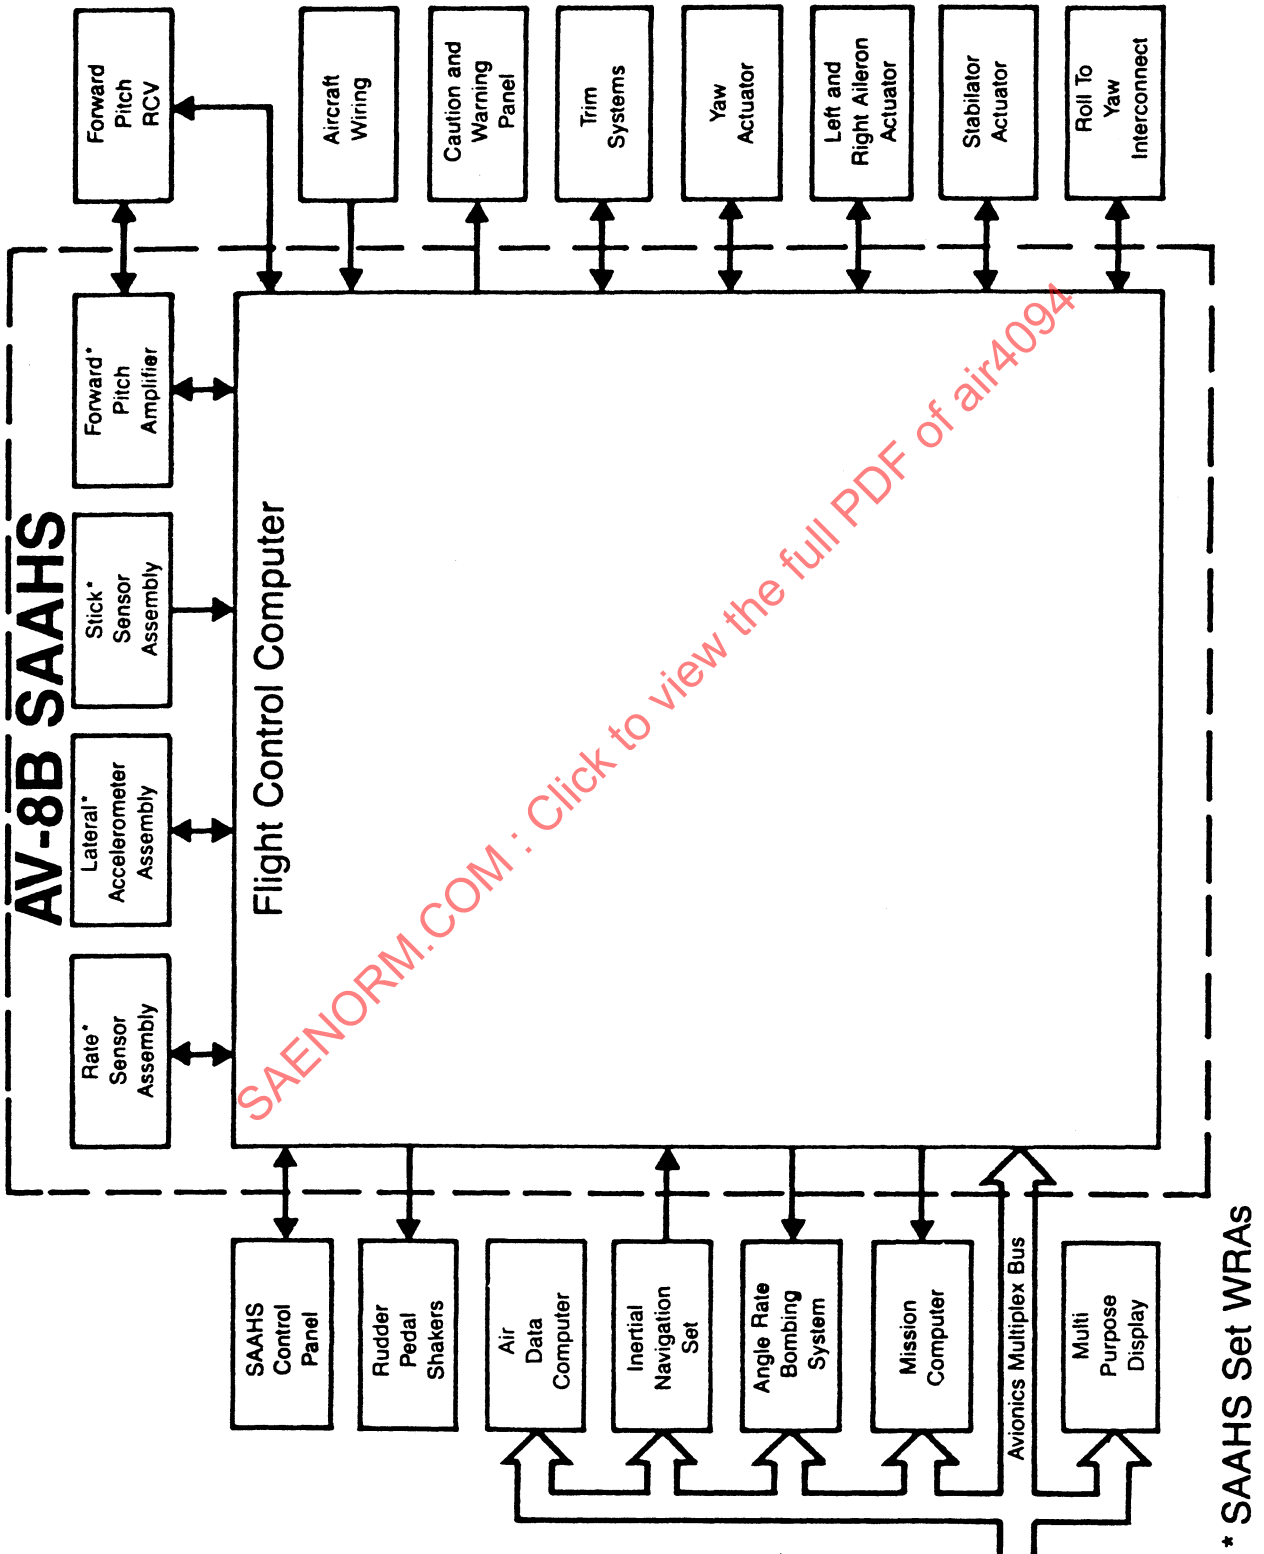 AV-8B SAAHS
SAAHS
Control
Panel
Rudder
Pedal
Shakers
Air
Data
Computer
Inertial
Navigation
Set
Angle Rate
Bombing
System
Mission
Computer
Avionics Multiplex Bus
Multi
Purpose
Display
Rate*
Sensor
Assembly
Lateral*
Accelerometer
Assembly
Stick*
Sensor
Assembly
Forward*
Pitch
Amplifier
Flight Control Computer
Forward
Pitch
RCV
Aircraft
Wiring
Caution and
Warning
Panel
Trim
Systems
Yaw
Actuator
Left and
Right Aileron
Actuator
Stabilator
Actuator
Roll To
Yaw
Interconnect
* SAAHS Set WRAs
SAENORM.COM : Click to view the full PDF of air4094